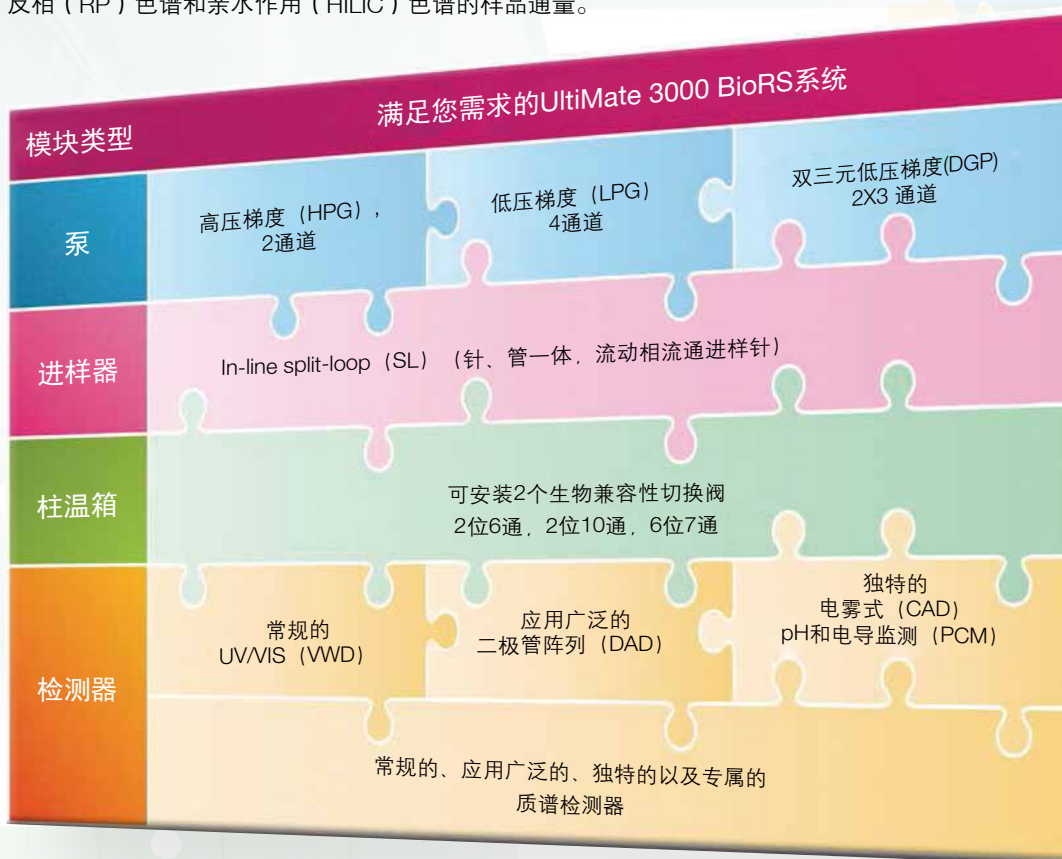 反相（RP）色谱和亲水作用（HILIC）色谱的样品通量。
模块类型
满足您需求的UltiMate 3000 BioRS系统
泵
高压梯度（HPG）,
2通道
低压梯度（LPG）
4通道
双三元低压梯度(DGP)
2X3 通道
进样器
In-line split-loop（SL）（针、管一体，流动相流通进样针）
柱温箱
可安装2个生物兼容性切换阀
2位6通，2位10通，6位7通
检测器
常规的
UV/VIS（VWD）
应用广泛的
二极管阵列（DAD）
独特的
电雾式（CAD）
pH和电导监测（PCM）
常规的、应用广泛的、独特的以及专属的
质谱检测器